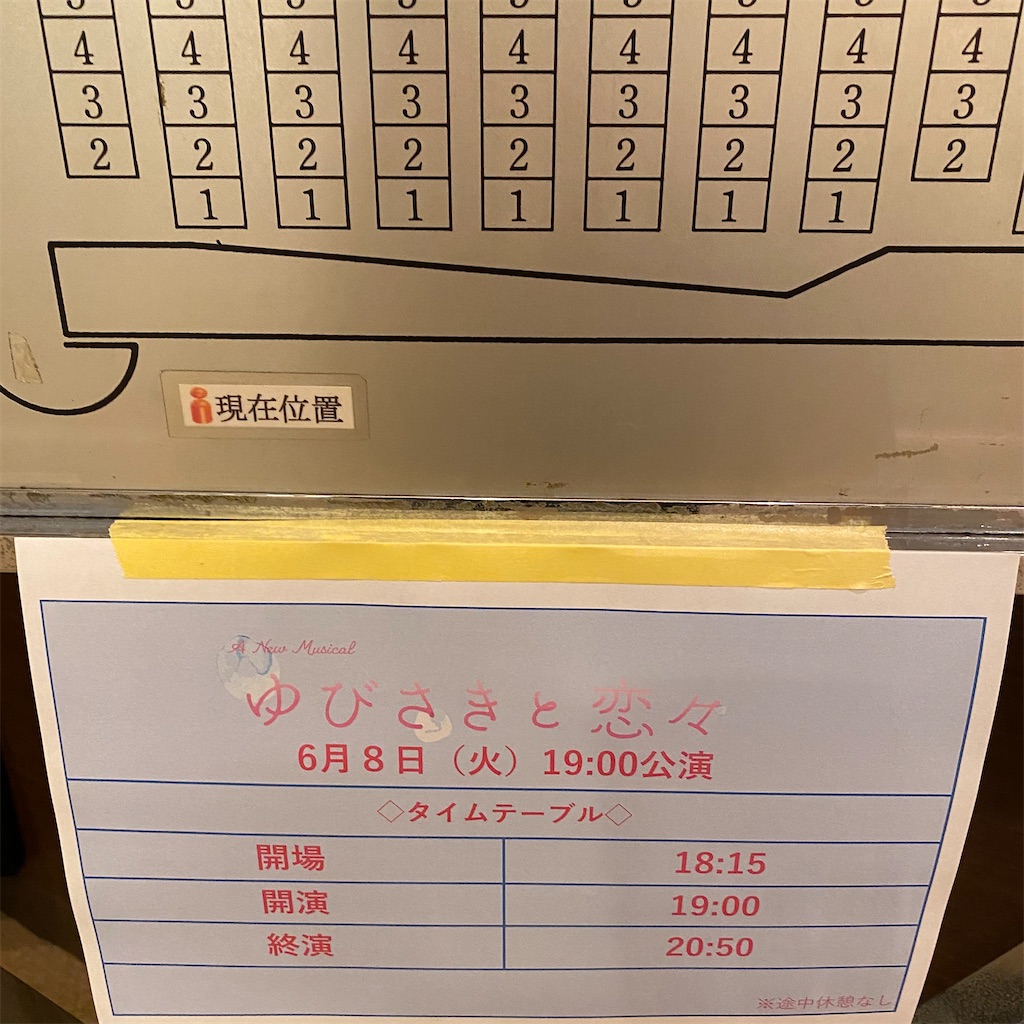 4 4 4 4 4 4 4 4 4
3 3 3 3 3 3 3 3 3
2 2 2 2 2 2 2 2 2
1 1 1 1 1 1 1
現在位置
A New Musical
ゆびさきと恋々
6月8日（火）19:00公演
◇タイムテーブル◇
開場 18:15
開演 19:00
終演 20:50
※途中休憩なし